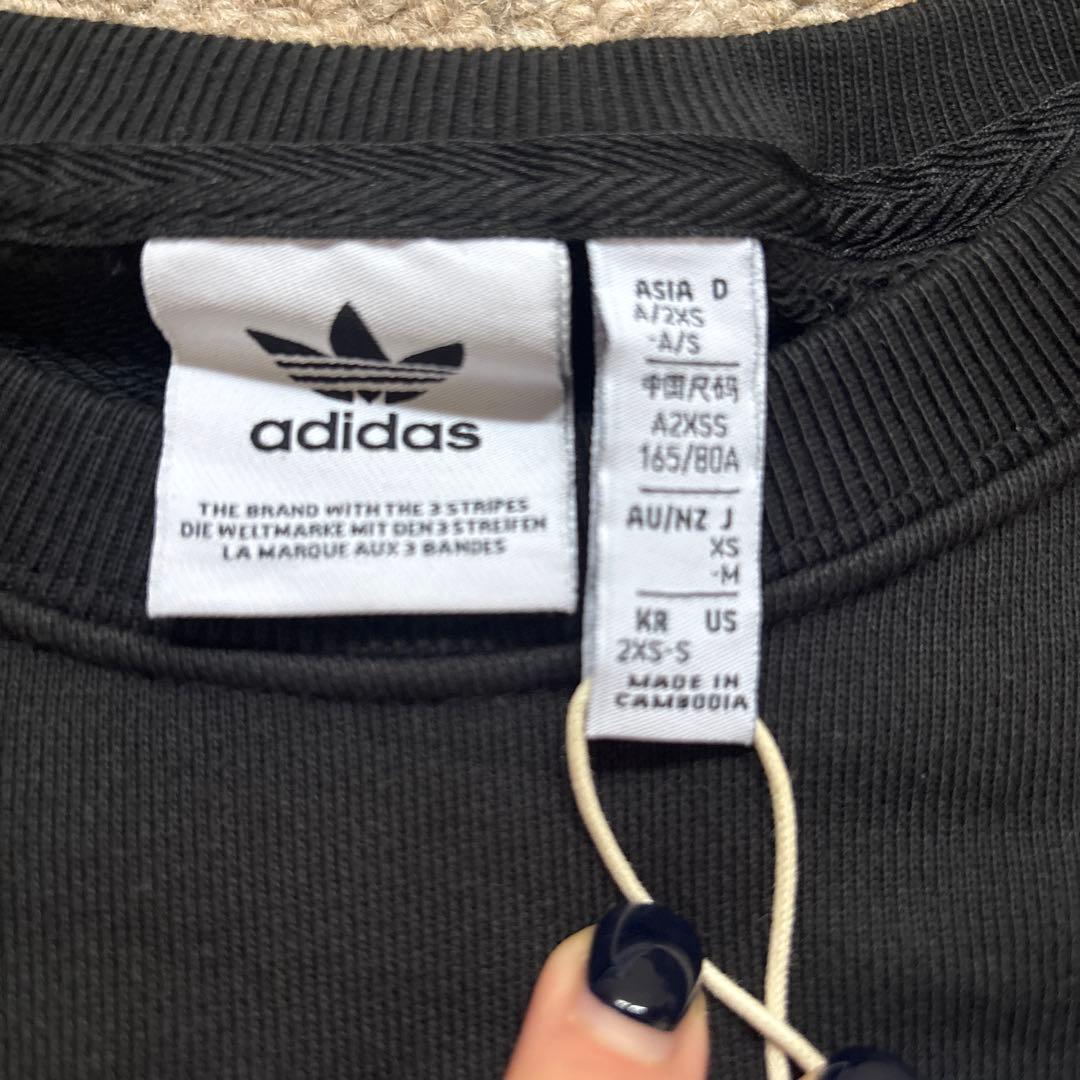 adidas
THE BRAND WITH THE 3 STRIPES
DIE WELTMARKE MIT DEN 3 STREIFEN
LA MARQUE AUX 3 BANDES
ASIA D
A/2XS
-A/S
中国尺码
A2XSS
165/80A
AU/NZ J
XS
-M
KR US
2XS-S
MADE IN
CAMBODIA